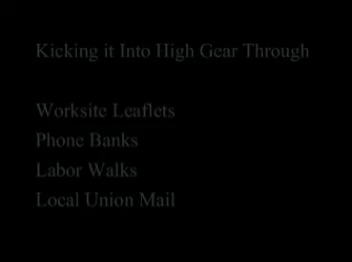 Kicking it Into High Gear Through
Worksite Leaflets
Phone Banks
Labor Walks
Local Union Mail